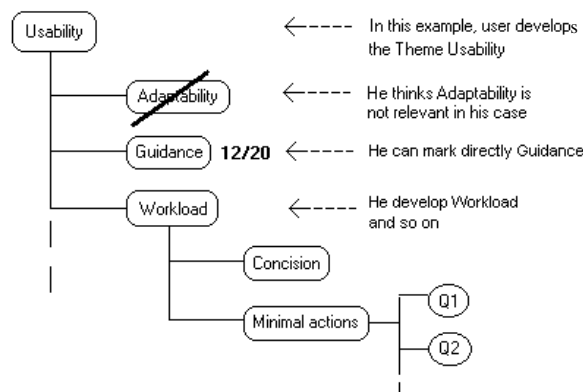 Usability
In this example, user develops
the Theme Usability
Adaptability
He thinks Adaptability is
not relevant in his case
Guidance 12/20
He can mark directly Guidance
Workload
He develop Workload
and so on
Concision
Minimal actions
Q1
Q2